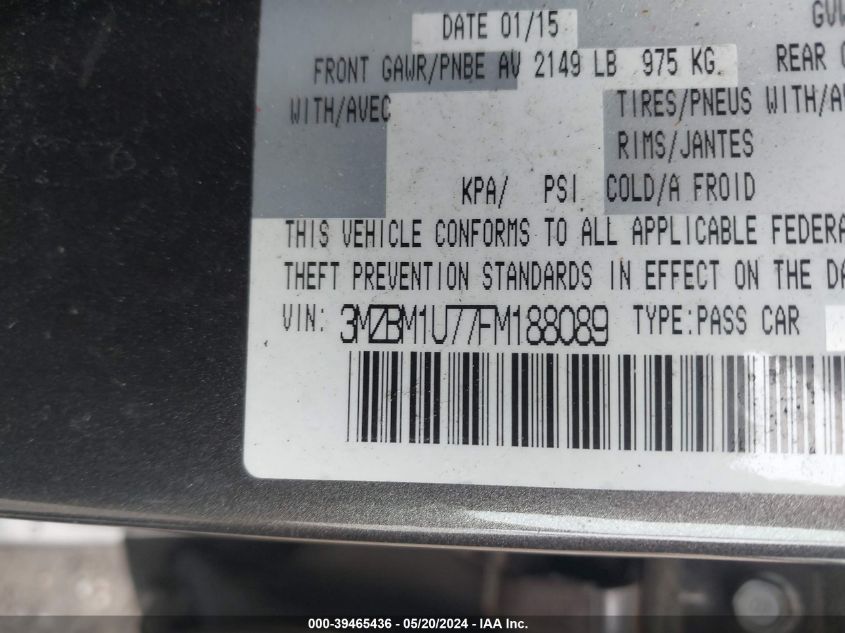 DATE 01/15
FRONT GAWR/PNBE AV 2149 LB 975 KG REAR
WITH/AVEC TIRES/PNEUS WITH/
RIMS/JANTES
KPA/ PSI COLD/A FROID
THIS VEHICLE CONFORMS TO ALL APPLICABLE
THEFT PREVENTION STANDARDS IN EFFECT ON THE
VIN: 3MZBM1U77FM188089 TYPE:PASS CAR
000-39465436 - 05/20/2024 - IAA Inc.